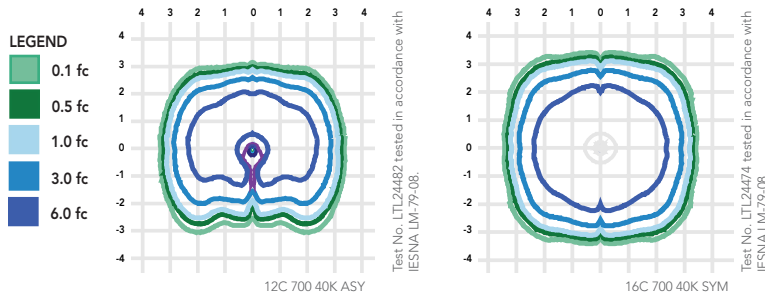 LEGEND
0.1 fc
0.5 fc
1.0 fc
3.0 fc
6.0 fc
4 3 2 1 0 1 2 3 4
4
3
2
1
0
-1
-2
-3
-4
12C 700 40K ASY
Test No. LTL24482 tested in accordance with
IESNA LM-79-08.
4 3 2 1 0 1 2 3 4
4
3
2
1
0
-1
-2
-3
-4
16C 700 40K SYM
Test No. LTL24474 tested in accordance with
IESNA LM-79-08